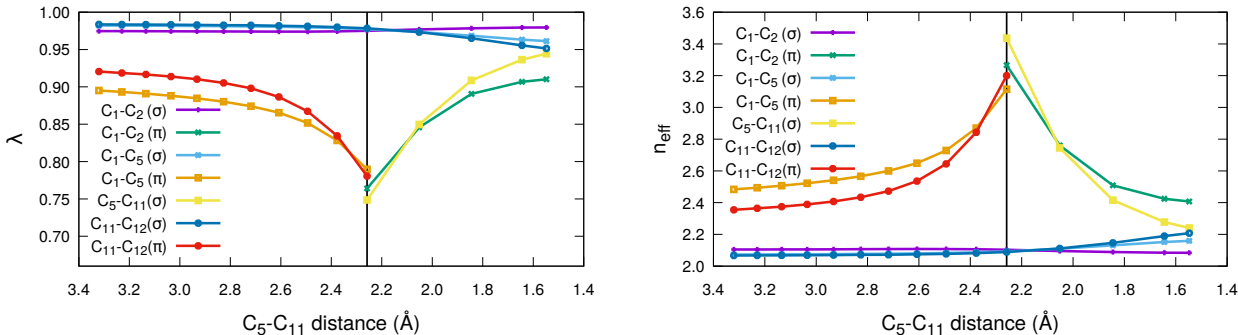 λ
1.00
0.95
0.90
0.85
0.80
0.75
0.70
C₁-C₂ (σ)
C₁-C₂ (π)
C₁-C₅ (σ)
C₁-C₅ (π)
C₅-C₁₁(σ)
C₁₁-C₁₂(σ)
C₁₁-C₁₂(π)
3.4 3.2 3.0 2.8 2.6 2.4 2.2 2.0 1.8 1.6 1.4
C₅-C₁₁ distance (Å)
n_eff
3.6
3.4
3.2
3.0
2.8
2.6
2.4
2.2
2.0
C₁-C₂ (σ)
C₁-C₂ (π)
C₁-C₅ (σ)
C₁-C₅ (π)
C₅-C₁₁(σ)
C₁₁-C₁₂(σ)
C₁₁-C₁₂(π)
3.4 3.2 3.0 2.8 2.6 2.4 2.2 2.0 1.8 1.6 1.4
C₅-C₁₁ distance (Å)